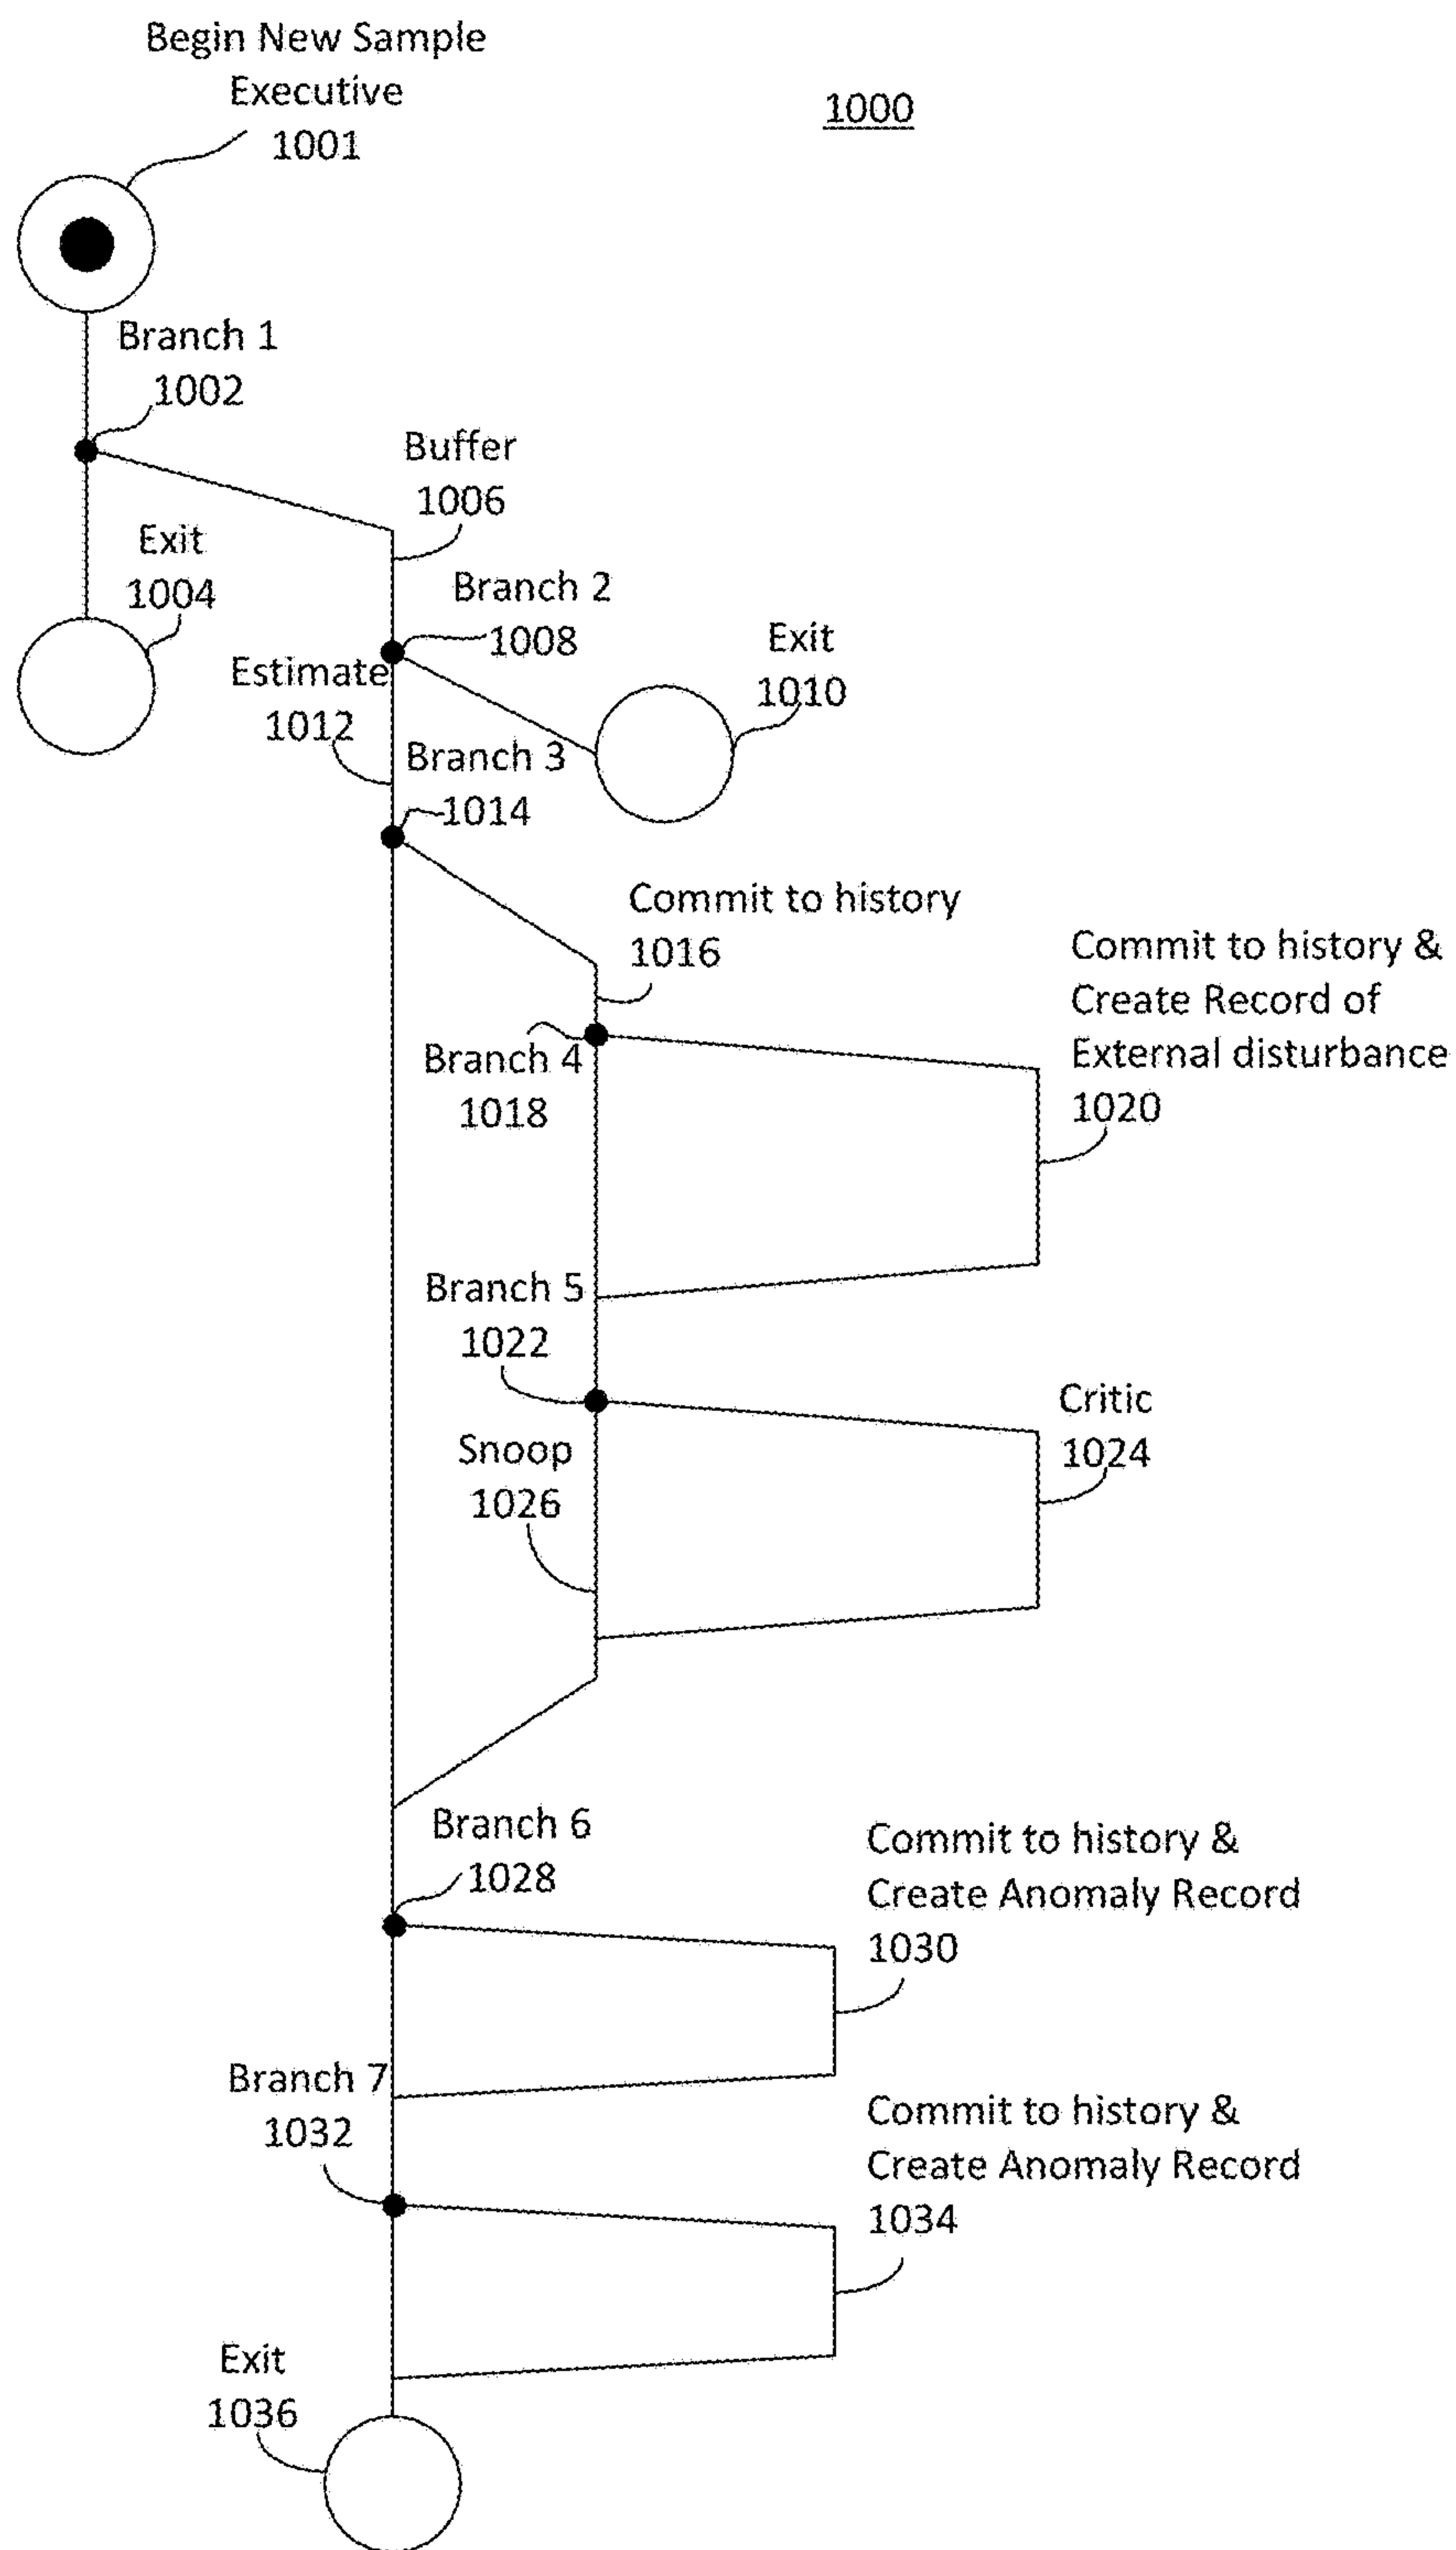 Begin New Sample
Executive
1001
1000
Branch 1
1002
Buffer
1006
Exit
1004
Branch 2
1008
Exit
1010
Estimate
1012
Branch 3
1014
Commit to history
1016
Commit to history &
Create Record of
External disturbance
1020
Branch 4
1018
Branch 5
1022
Critic
1024
Snoop
1026
Branch 6
1028
Commit to history &
Create Anomaly Record
1030
Branch 7
1032
Commit to history &
Create Anomaly Record
1034
Exit
1036